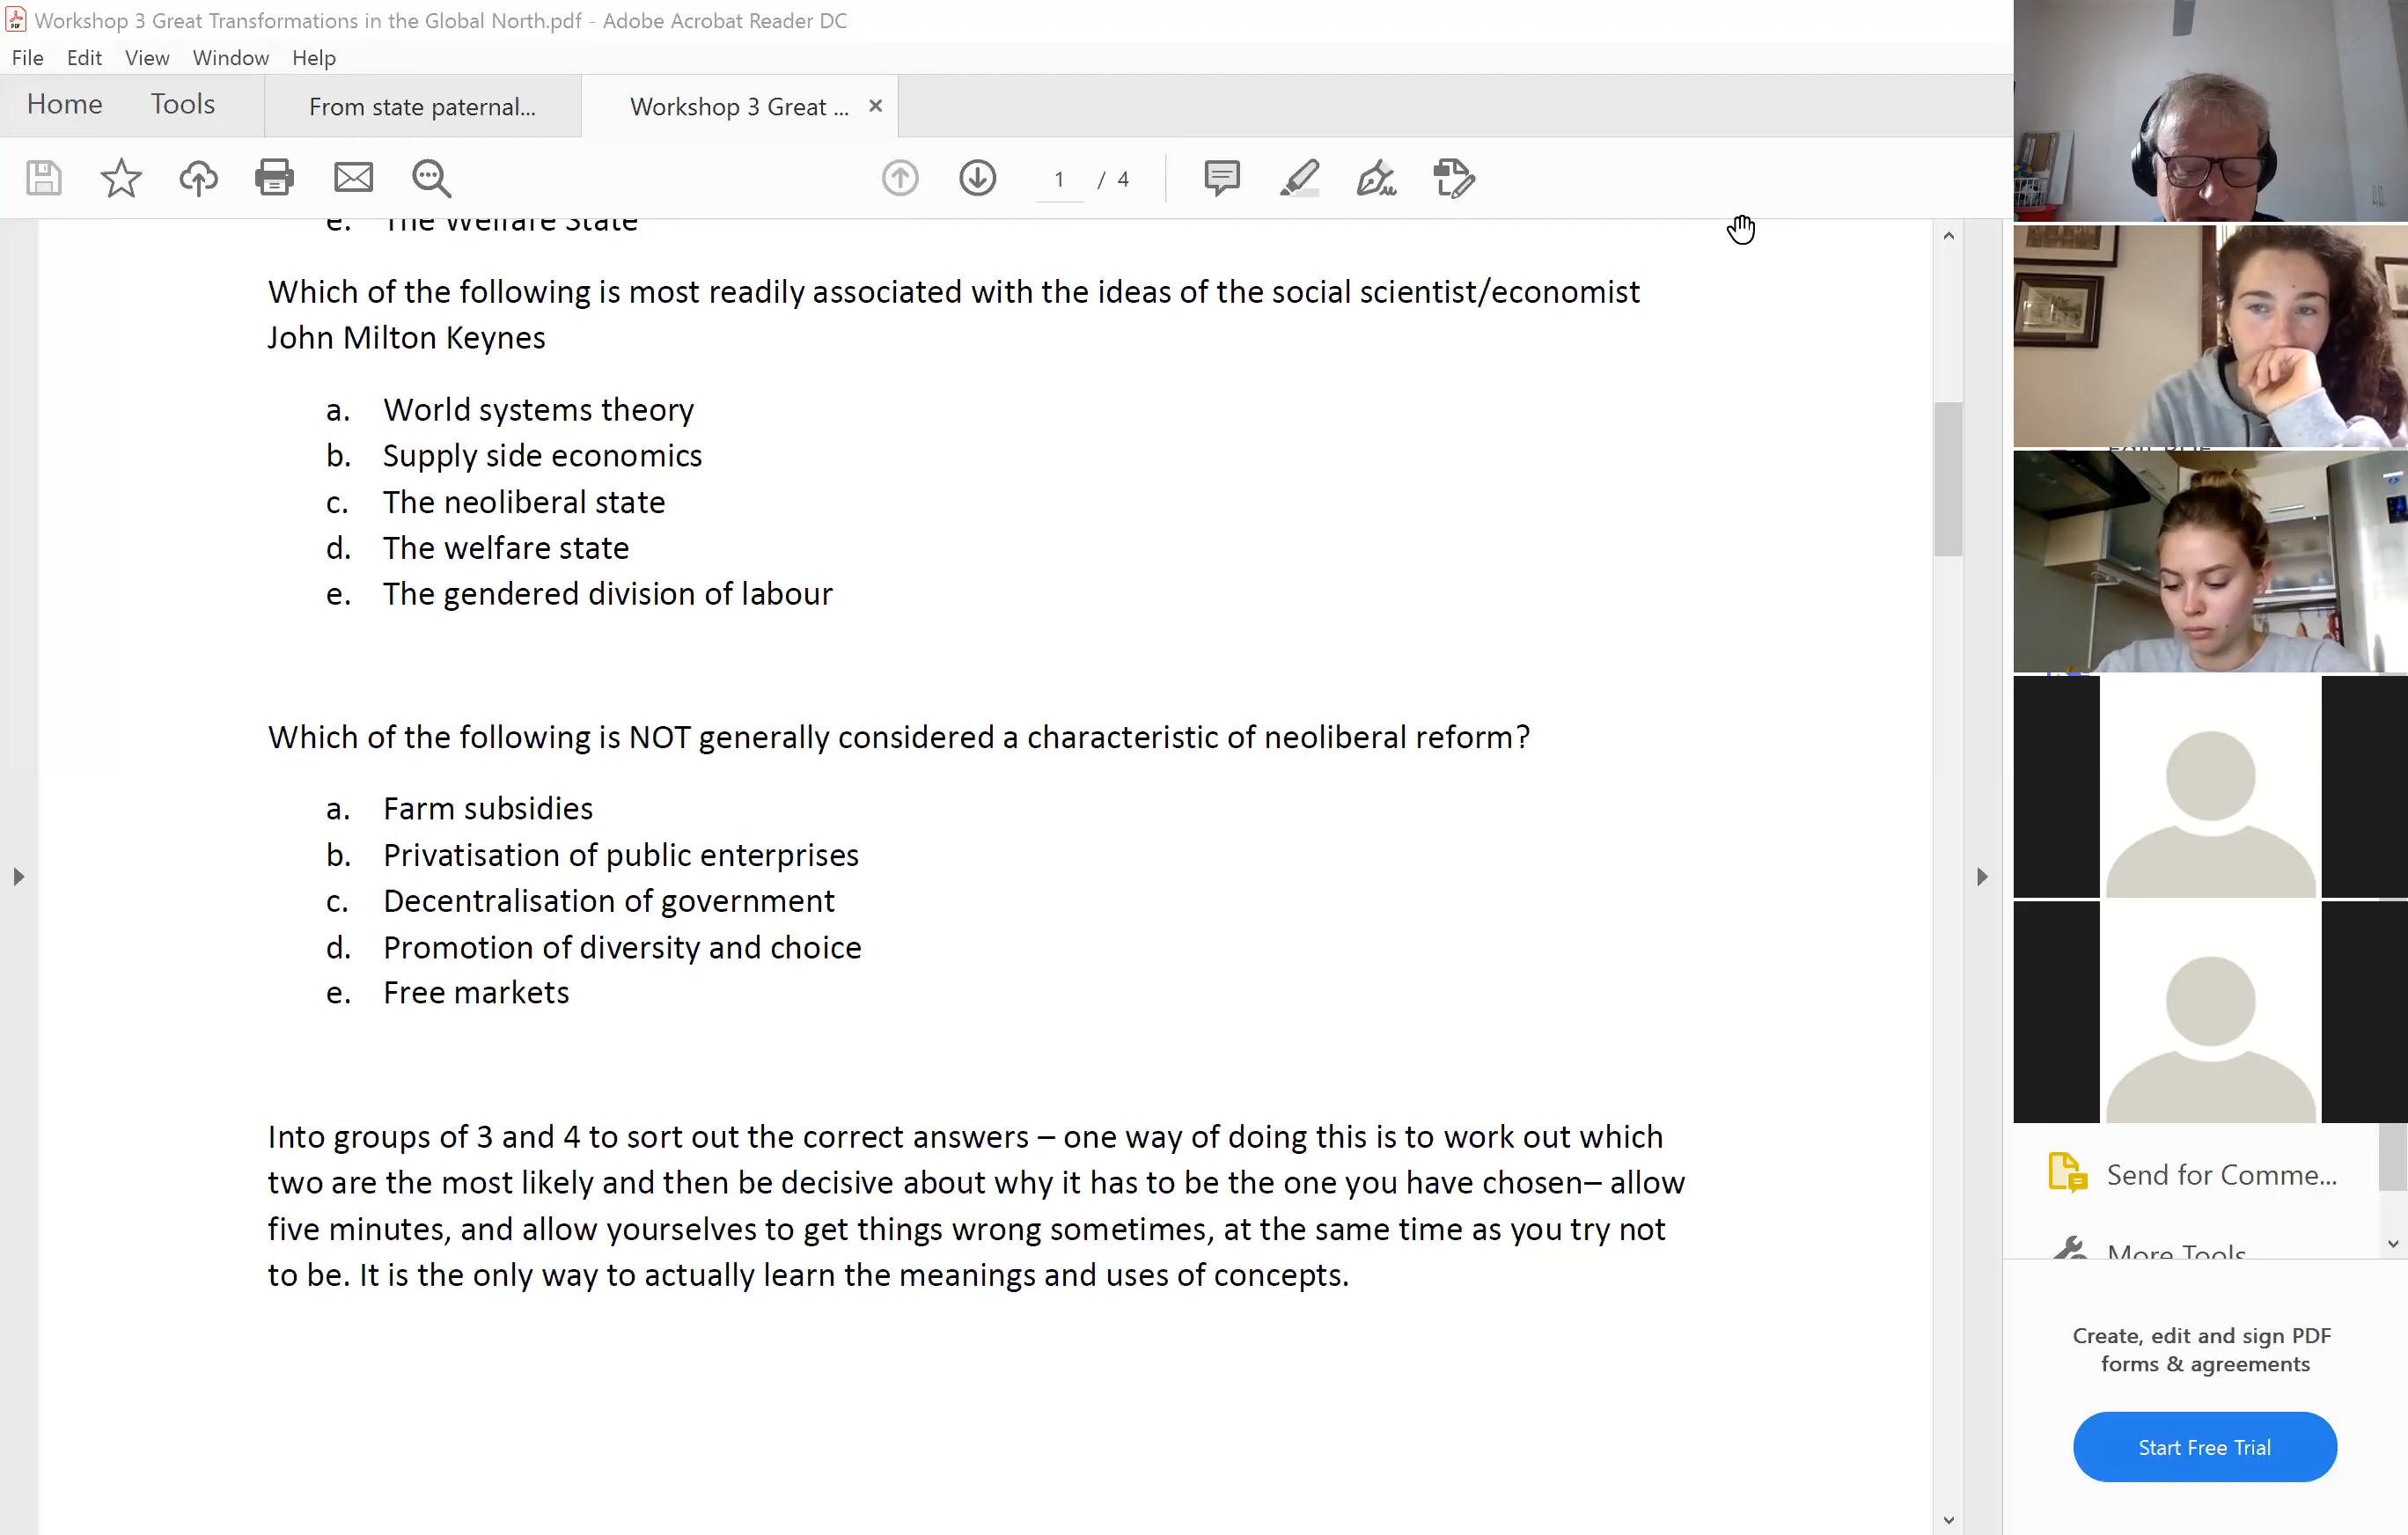 Workshop 3 Great Transformations in the Global North.pdf - Adobe Acrobat Reader DC
File Edit View Window Help
Home Tools From state paternal... Workshop 3 Great ... ×
1 / 4
e. The Welfare State
Which of the following is most readily associated with the ideas of the social scientist/economist
John Milton Keynes
a. World systems theory
b. Supply side economics
c. The neoliberal state
d. The welfare state
e. The gendered division of labour
Which of the following is NOT generally considered a characteristic of neoliberal reform?
a. Farm subsidies
b. Privatisation of public enterprises
c. Decentralisation of government
d. Promotion of diversity and choice
e. Free markets
Into groups of 3 and 4 to sort out the correct answers – one way of doing this is to work out which
two are the most likely and then be decisive about why it has to be the one you have chosen– allow
five minutes, and allow yourselves to get things wrong sometimes, at the same time as you try not
to be. It is the only way to actually learn the meanings and uses of concepts.
Edit PDF
Send for Comme...
More Tools
Create, edit and sign PDF
forms & agreements
Start Free Trial